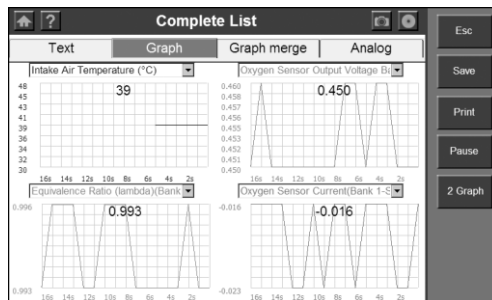 ?
Complete List
Esc
Text Graph Graph merge Analog
Save
Intake Air Temperature (°C)
Oxygen Sensor Output Voltage Ba
48
45
43
41
39
36
34
32
30
39
0.460
0.458
0.457
0.456
0.455
0.453
0.452
0.451
0.450
0.450
Print
Pause
16s 14s 12s 10s 8s 6s 4s 2s
16s 14s 12s 10s 8s 6s 4s 2s
2 Graph
Equivalence Ratio (lambda)(Bank
Oxygen Sensor Current(Bank 1-S
0.996
0.993
0.993
-0.016
-0.016
-0.023
16s 14s 12s 10s 8s 6s 4s 2s
16s 14s 12s 10s 8s 6s 4s 2s